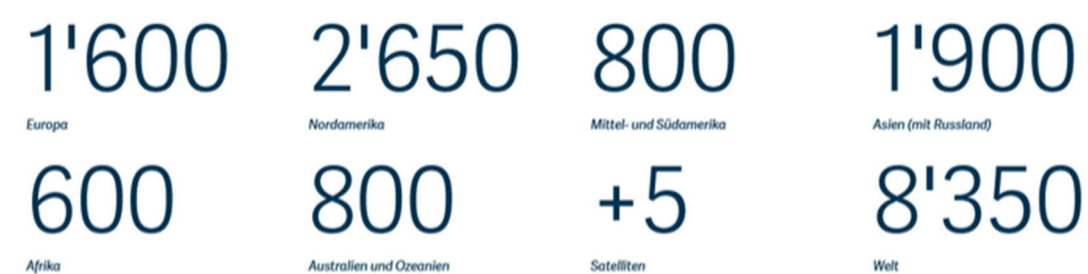 1'600 2'650 800 1'900
Europa Nordamerika Mittel- und Südamerika Asien (mit Russland)
600 800 +5 8'350
Afrika Australien und Ozeanien Satelliten Welt